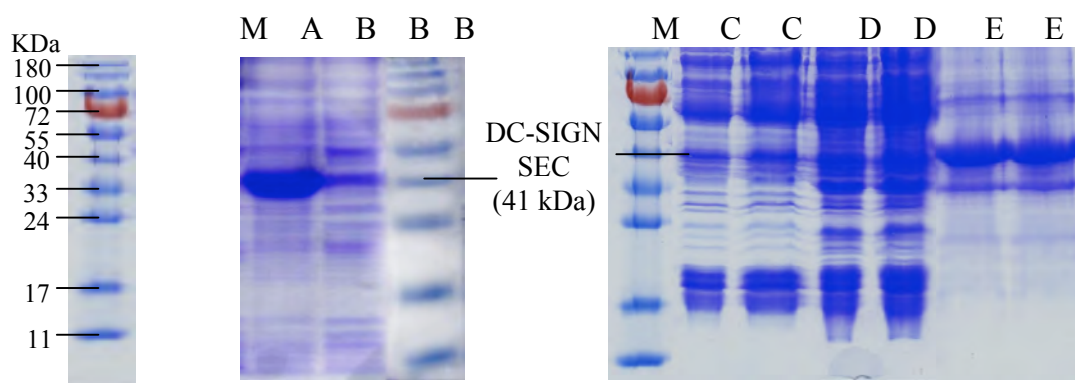 M A B B B
M C C D D E E
KDa
180
100
72
55
40
33
24
17
11
DC-SIGN
SEC
(41 kDa)